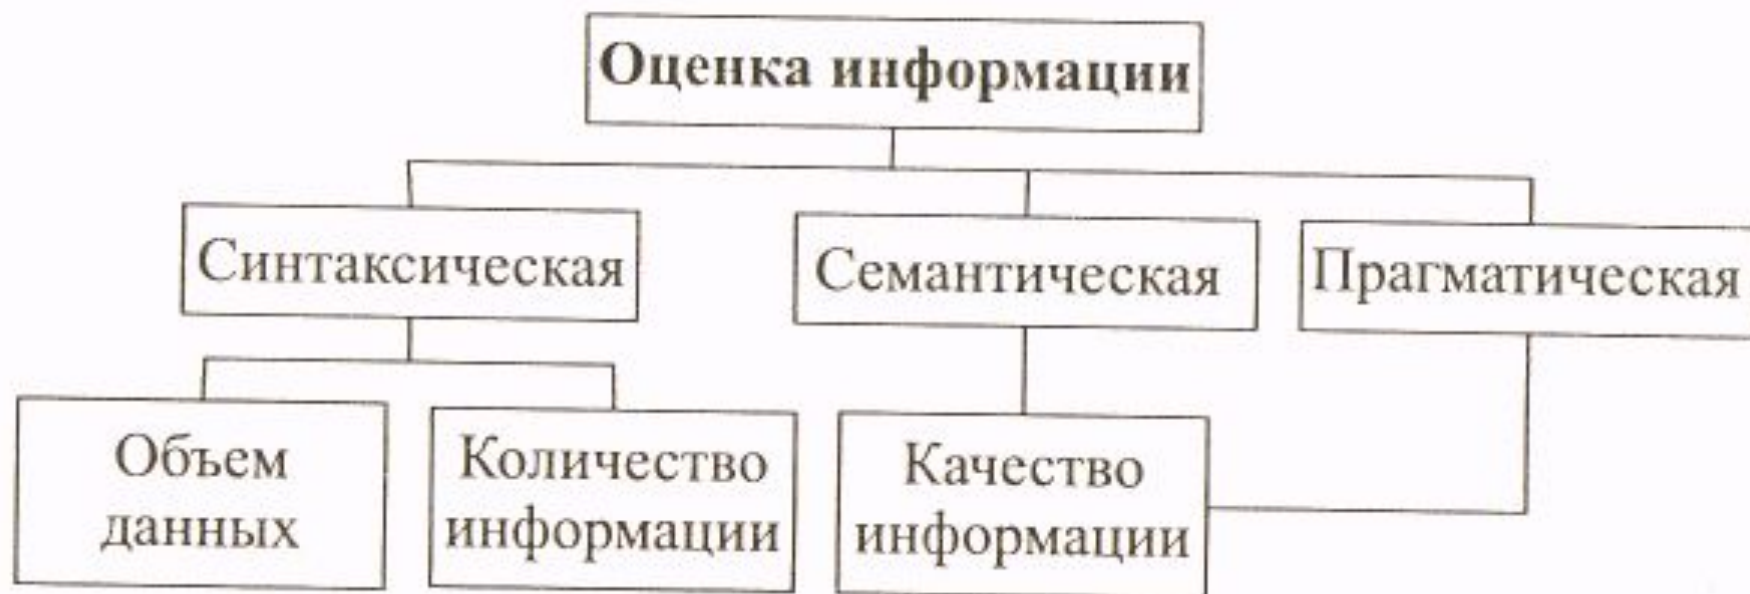 Оценка информации
Синтаксическая
Семантическая
Прагматическая
Объем
данных
Количество
информации
Качество
информации